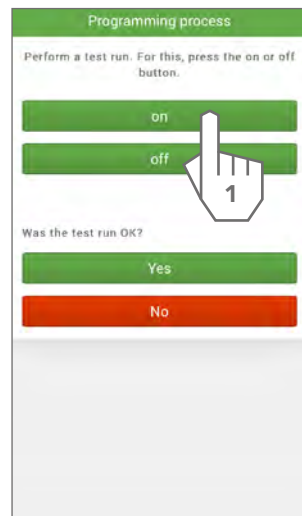 Programming process
Perform a test run. For this, press the on or off
button.
on
off
1
Was the test run OK?
Yes
No